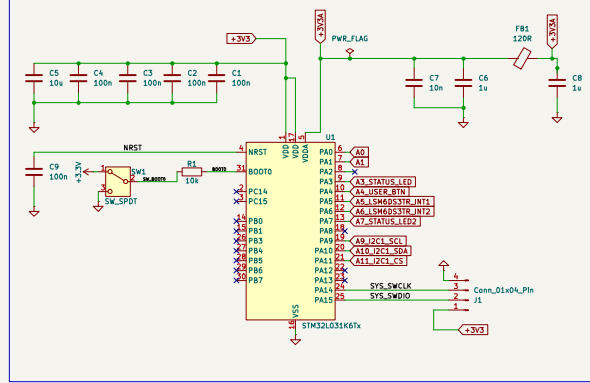 +3V3
+3V3A
PWR_FLAG
FB1
120R
+3V3A
C5
10u
C4
100n
C3
100n
C2
100n
C1
100n
C7
10n
C6
1u
C8
1u
U1
1
17
5
VDD
VDD
VDDA
NRST
4
NRST
C9
100n
+3.3V
SW1
1
2
3
SW_SPDT
SW_BOOT0
R1
10k
BOOT0
31
BOOT0
2
PC14
3
PC15
14
PB0
15
PB1
26
PB3
27
PB4
28
PB5
29
PB6
30
PB7
PA0
6
A0
PA1
7
A1
PA2
8
PA3
9
A3_STATUS_LED
PA4
10
A4_USER_BTN
PA5
11
A5_LSM6DS3TR_INT1
PA6
12
A6_LSM6DS3TR_INT2
PA7
13
A7_STATUS_LED2
PA8
18
PA9
19
A9_I2C1_SCL
PA10
20
A10_I2C1_SDA
PA11
21
A11_I2C1_CS
PA12
22
PA13
23
PA14
24
SYS_SWCLK
PA15
25
SYS_SWDIO
4
3
2
1
Conn_01x04_Pin
J1
+3V3
VSS
16
STM32L031K6Tx